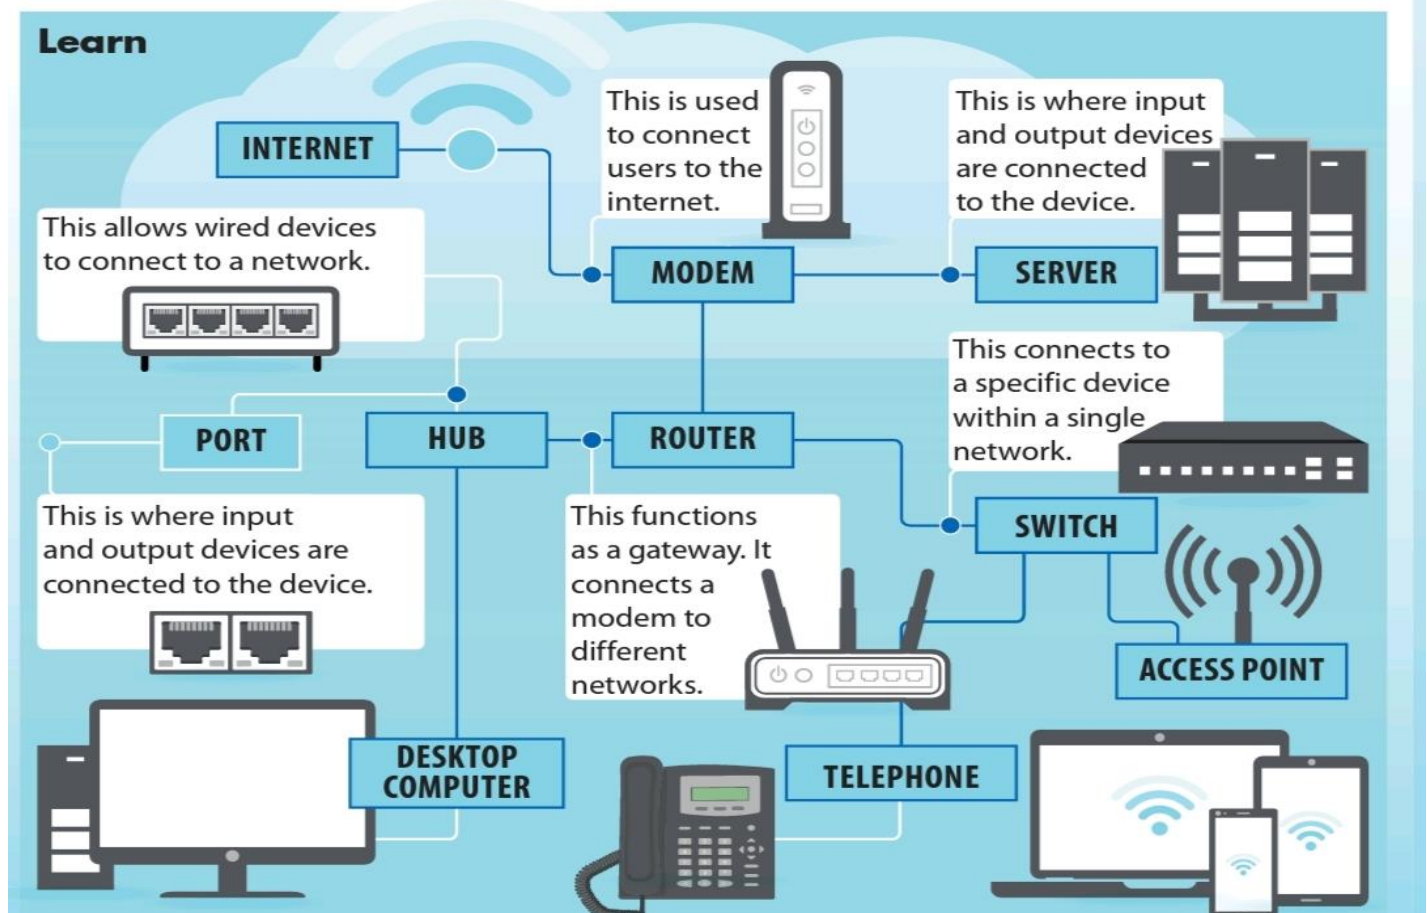 Learn
INTERNET
This is used
to connect
users to the
internet.
This is where input
and output devices
are connected
to the device.
This allows wired devices
to connect to a network.
MODEM
SERVER
This connects to
a specific device
within a single
network.
PORT
HUB
ROUTER
This is where input
and output devices are
connected to the device.
This functions
as a gateway. It
connects a
modem to
different
networks.
SWITCH
ACCESS POINT
DESKTOP
COMPUTER
TELEPHONE